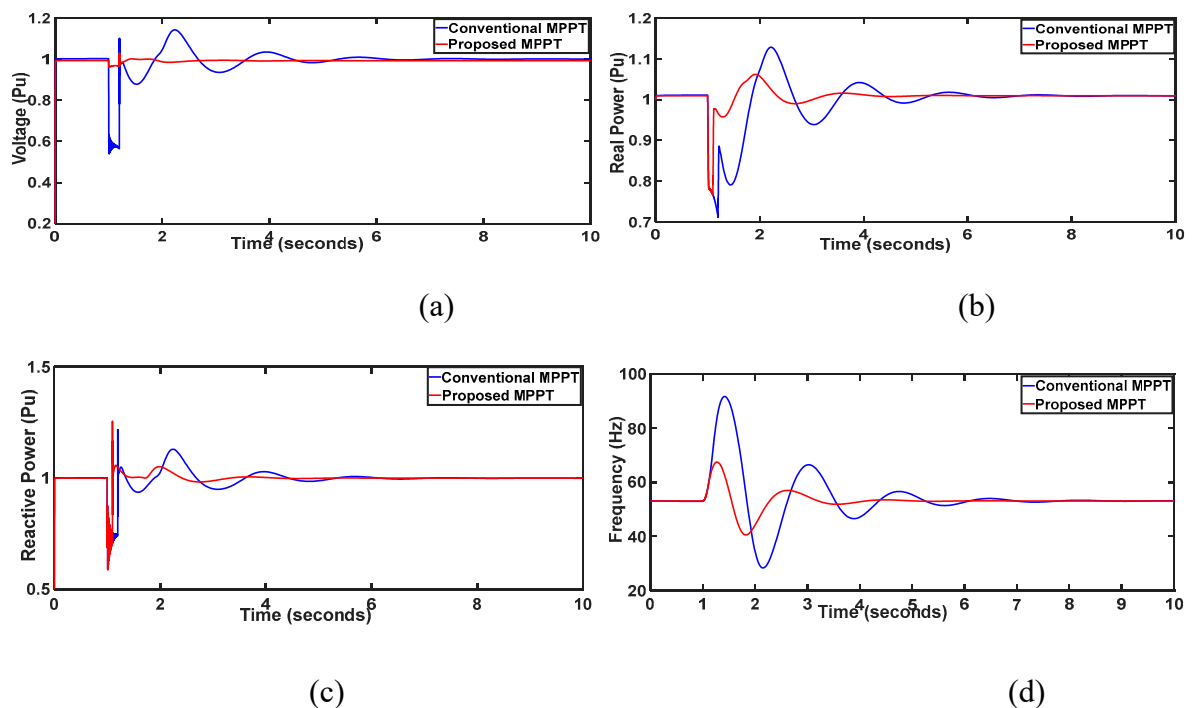 1.2
1
0.8
0.6
0.4
0.2
Voltage (Pu)
Conventional MPPT
Proposed MPPT
0 2 4 6 8 10
Time (seconds)
(a)
1.2
1.1
1
0.9
0.8
0.7
Real Power (Pu)
Conventional MPPT
Proposed MPPT
0 2 4 6 8 10
Time (seconds)
(b)
1.5
1
0.5
Reactive Power (Pu)
Conventional MPPT
Proposed MPPT
0 2 4 6 8 10
Time (seconds)
(c)
100
80
60
40
20
Frequency (Hz)
Conventional MPPT
Proposed MPPT
0 1 2 3 4 5 6 7 8 9 10
Time (seconds)
(d)